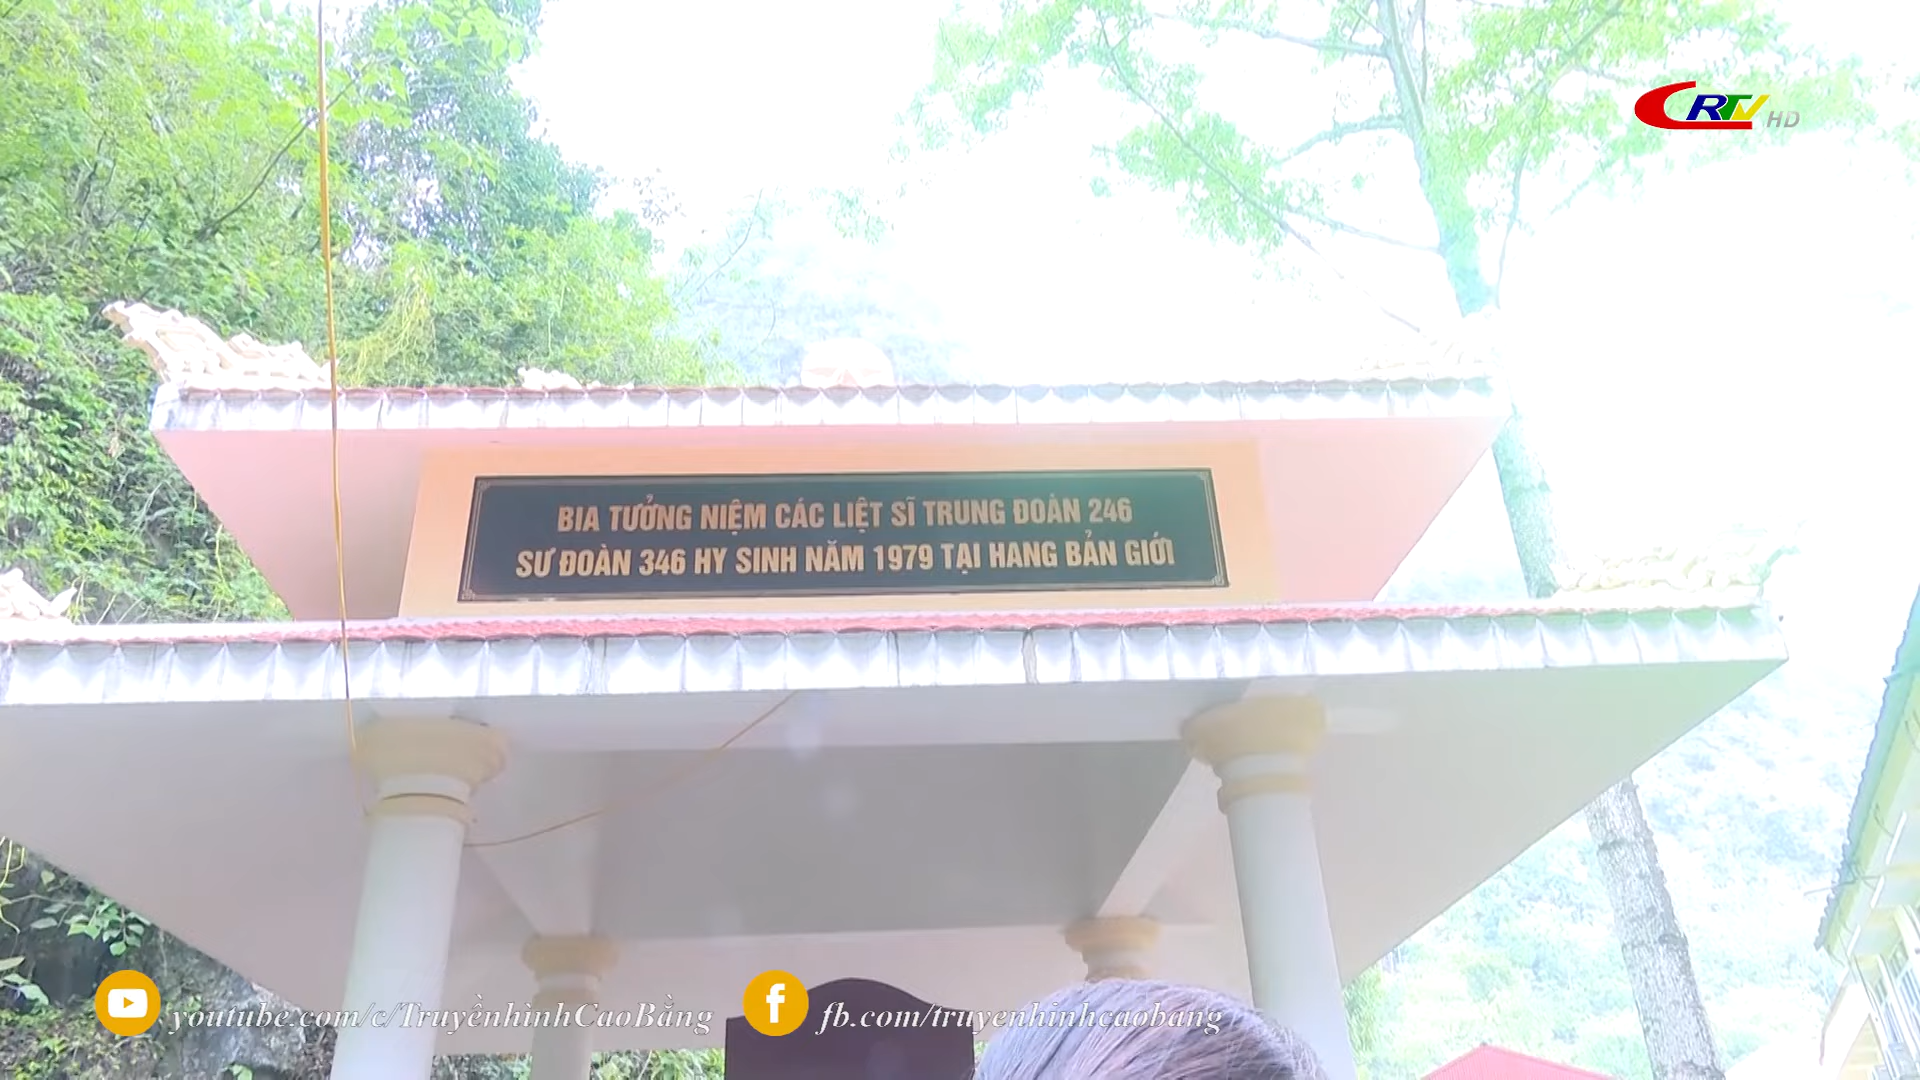 CRTV HD
BIA TƯỞNG NIỆM CÁC LIỆT SĨ TRUNG ĐOÀN 246
SƯ ĐOÀN 346 HY SINH NĂM 1979 TẠI HANG BẢN GIỚI
youtube.com/c/TruyềnhìnhCaoBằng
fb.com/truyenhinhcaobang